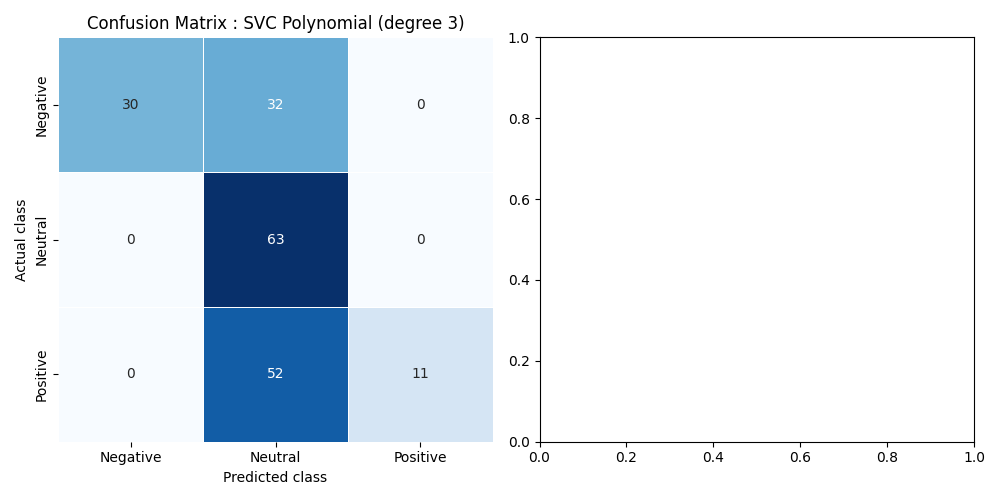 Confusion Matrix : SVC Polynomial (degree 3)
Actual class
Negative
30 32 0
Neutral
0 63 0
Positive
0 52 11
Negative Neutral Positive
Predicted class
1.0
0.8
0.6
0.4
0.2
0.0
0.0 0.2 0.4 0.6 0.8 1.0